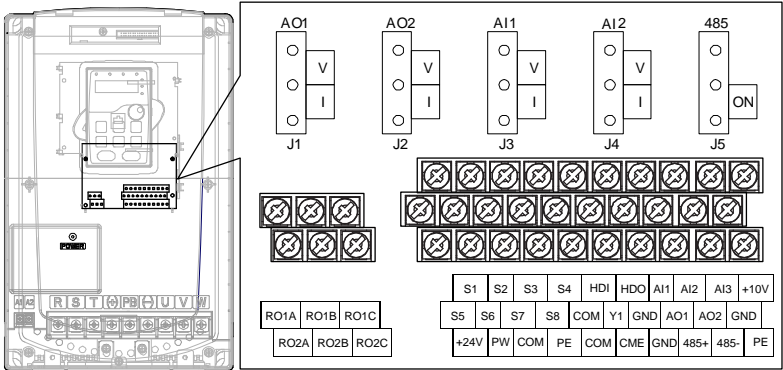 AO1 AO2 AI1 AI2 485
V V V V
I I I I ON
J1 J2 J3 J4 J5
POWER
A1 A2 R S T (+) PB (-) U V W
S1 S2 S3 S4 HDI HDO AI1 AI2 AI3 +10V
RO1A RO1B RO1C S5 S6 S7 S8 COM Y1 GND AO1 AO2 GND
RO2A RO2B RO2C +24V PW COM PE COM CME GND 485+ 485- PE